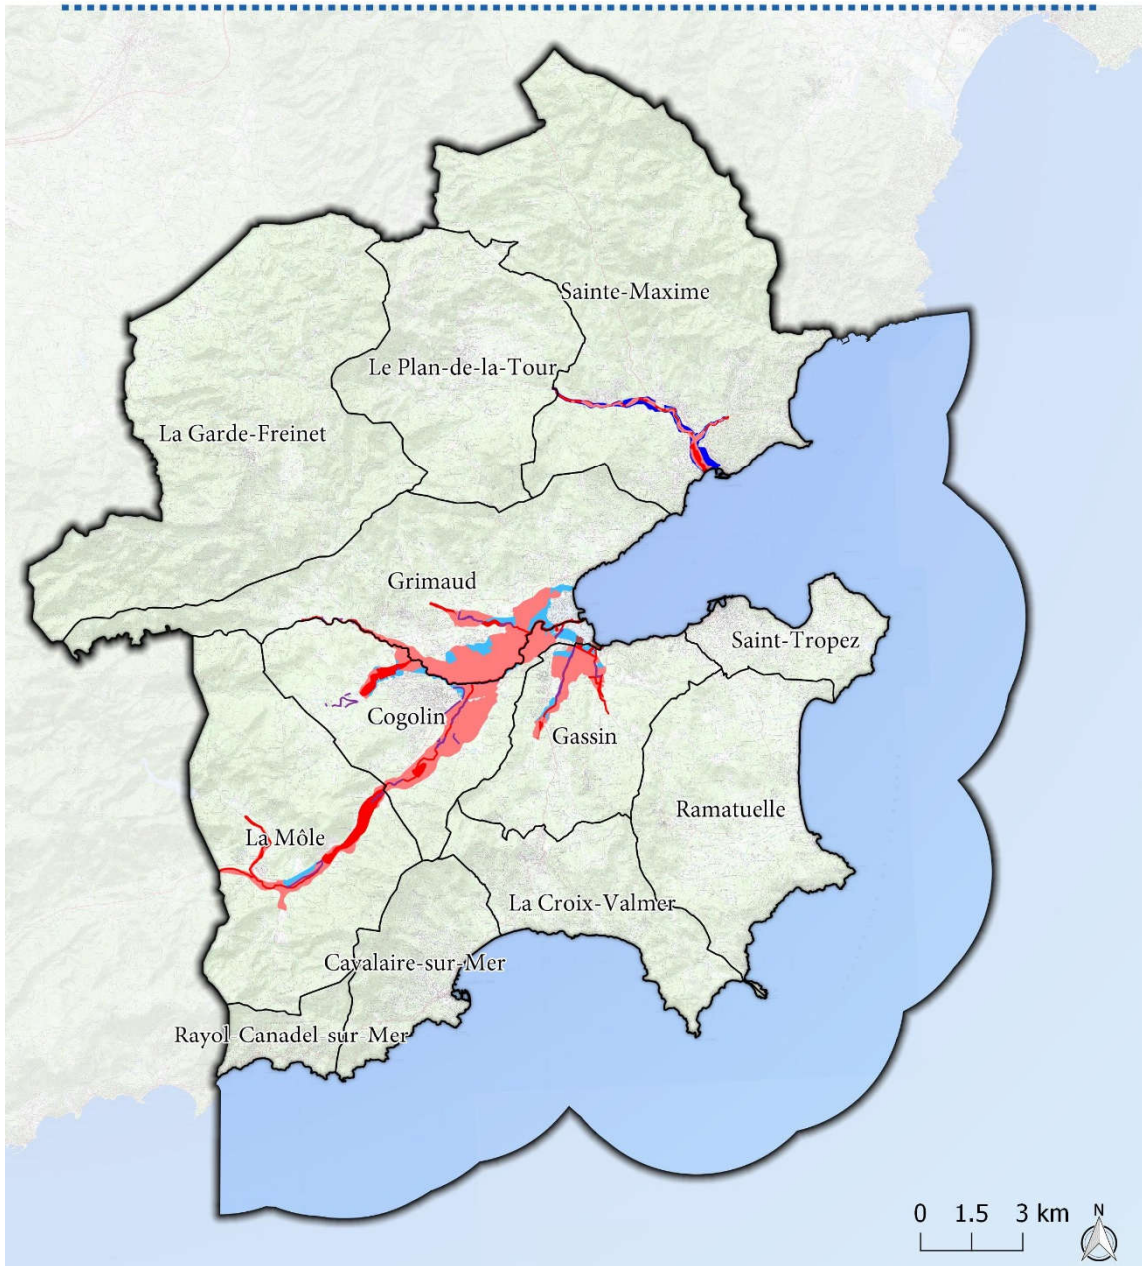 Sainte-Maxime
Le Plan-de-la-Tour
La Garde-Freinet
Grimaud
Saint-Tropez
Cogolin
Gassin
Ramatuelle
La Môle
La Croix-Valmer
Cavalaire-sur-Mer
Rayol-Canadel-sur-Mer
0 1.5 3 km
N